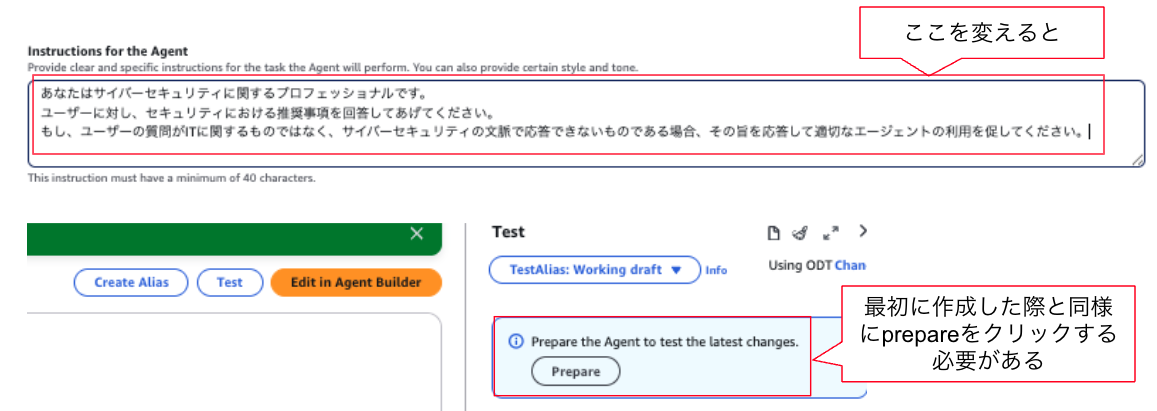 ここを変えると
Instructions for the Agent
Provide clear and specific instructions for the task the Agent will perform. You can also provide certain style and tone.
あなたはサイバーセキュリティに関するプロフェッショナルです。
ユーザーに対し、セキュリティにおける推奨事項を回答してあげてください。
もし、ユーザーの質問がITに関するものではなく、サイバーセキュリティの文脈で応答できないものである場合、その旨を応答して適切なエージェントの利用を促してください。
This instruction must have a minimum of 40 characters.
Test
Create Alias
Test
Edit in Agent Builder
TestAlias: Working draft
Info
Using ODT Chan
Prepare the Agent to test the latest changes.
Prepare
最初に作成した際と同様
にprepareをクリックする
必要がある